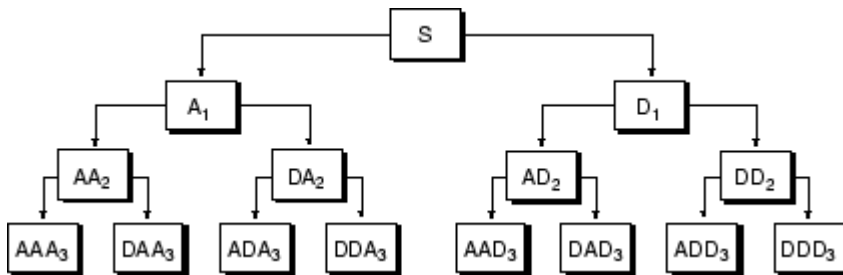 S
A₁ D₁
AA₂ DA₂ AD₂ DD₂
AAA₃ DAA₃ ADA₃ DDA₃ AAD₃ DAD₃ ADD₃ DDD₃